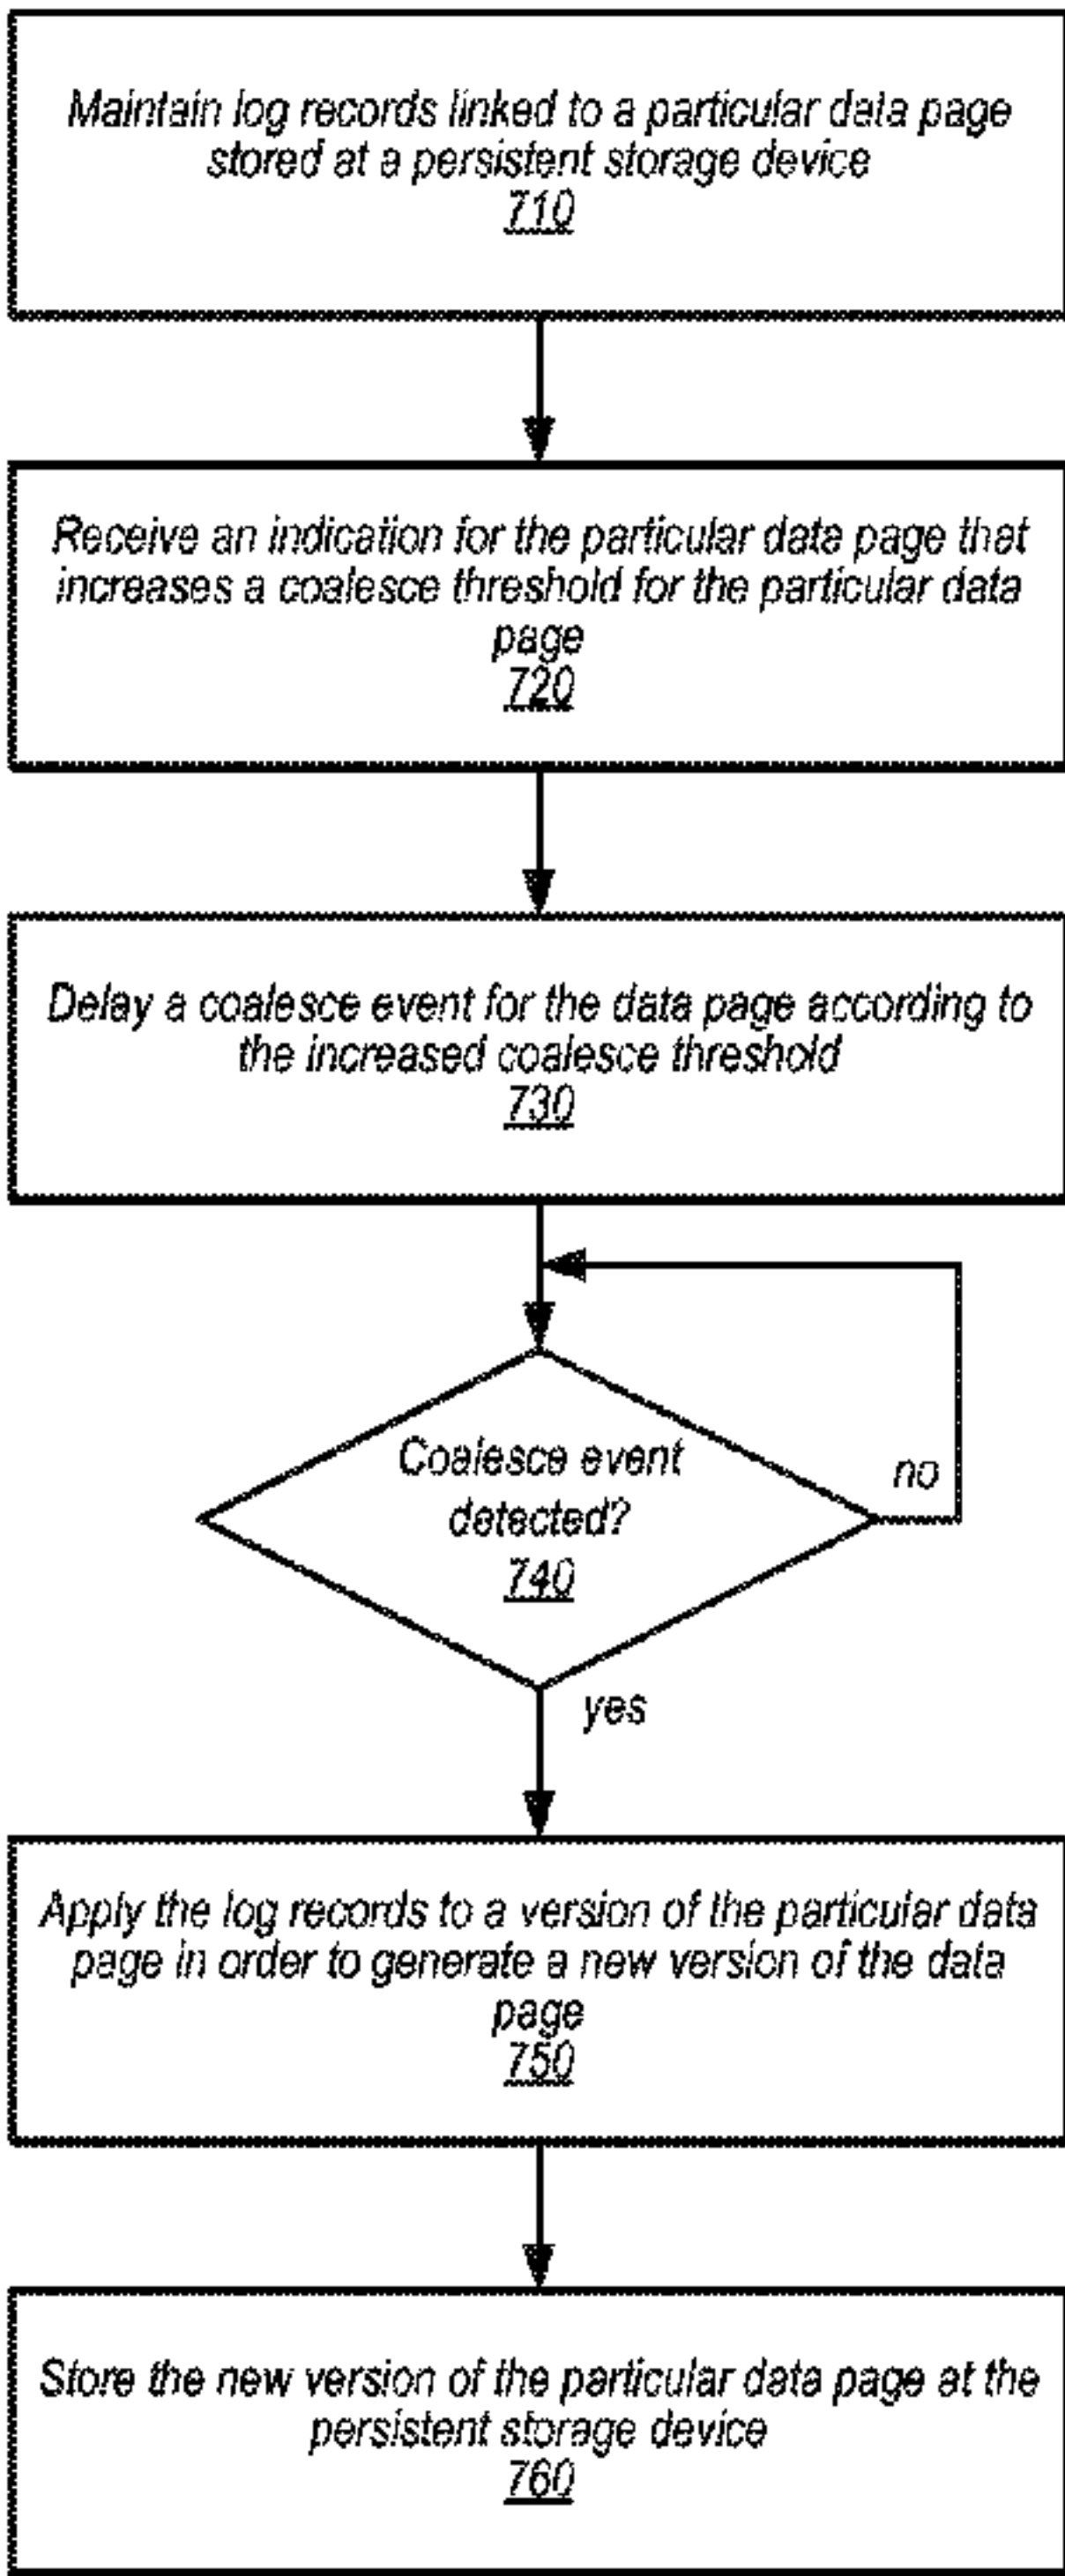 Maintain log records linked to a particular data page
stored at a persistent storage device
710
Receive an indication for the particular data page that
increases a coalesce threshold for the particular data
page
720
Delay a coalesce event for the data page according to
the increased coalesce threshold
730
Coalesce event
detected?
740
no
yes
Apply the log records to a version of the particular data
page in order to generate a new version of the data
page
750
Store the new version of the particular data page at the
persistent storage device
760